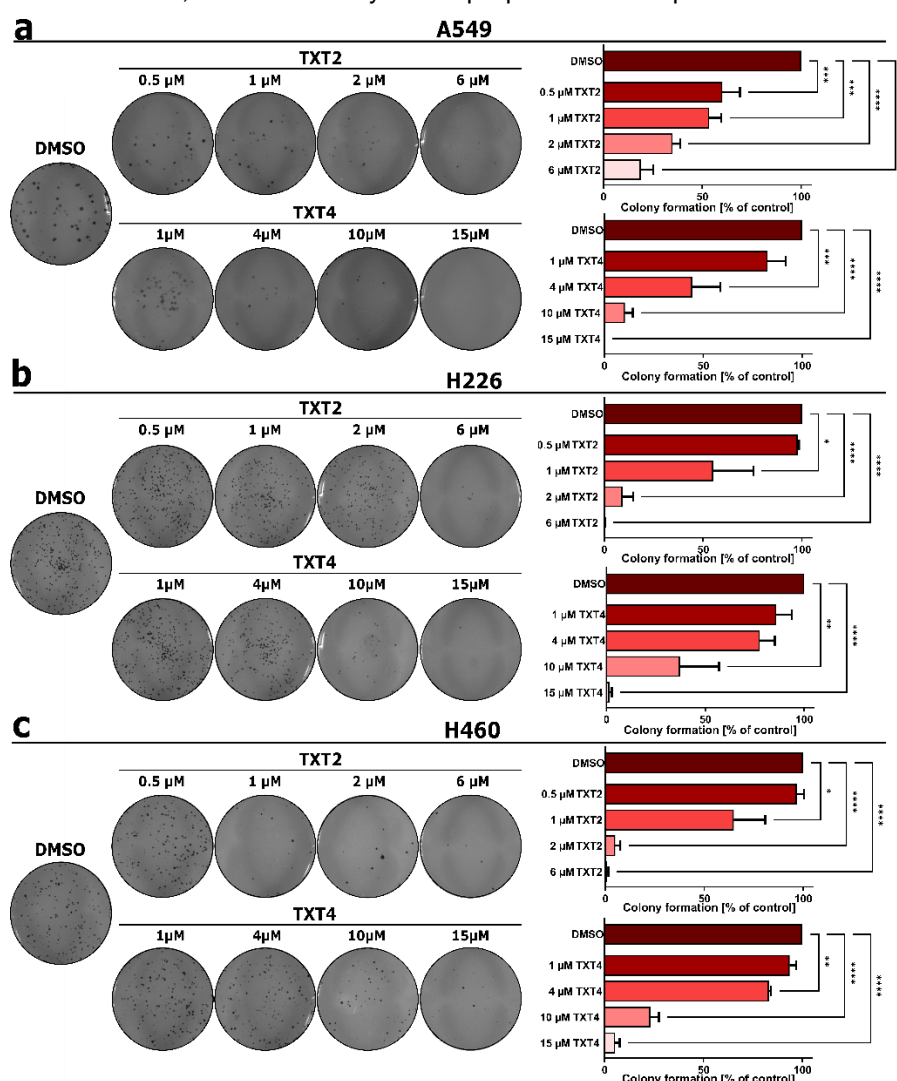 a
A549
TXT2
0.5 µM 1 µM 2 µM 6 µM
DMSO
TXT4
1µM 4µM 10µM 15µM
DMSO
0.5 µM TXT2
1 µM TXT2
2 µM TXT2
6 µM TXT2
*** *** ****
0 50 100
Colony formation [% of control]
DMSO
1 µM TXT4
4 µM TXT4
10 µM TXT4
15 µM TXT4
*** **** ****
0 50 100
Colony formation [% of control]
b
H226
TXT2
0.5 µM 1 µM 2 µM 6 µM
DMSO
TXT4
1µM 4µM 10µM 15µM
DMSO
0.5 µM TXT2
1 µM TXT2
2 µM TXT2
6 µM TXT2
* **** ****
0 50 100
Colony formation [% of control]
DMSO
1 µM TXT4
4 µM TXT4
10 µM TXT4
15 µM TXT4
** ****
0 50 100
Colony formation [% of control]
c
H460
TXT2
0.5 µM 1 µM 2 µM 6 µM
DMSO
TXT4
1µM 4µM 10µM 15µM
DMSO
0.5 µM TXT2
1 µM TXT2
2 µM TXT2
6 µM TXT2
* **** ****
0 50 100
Colony formation [% of control]
DMSO
1 µM TXT4
4 µM TXT4
10 µM TXT4
15 µM TXT4
** **** ****
0 50 100
Colony formation [% of control]